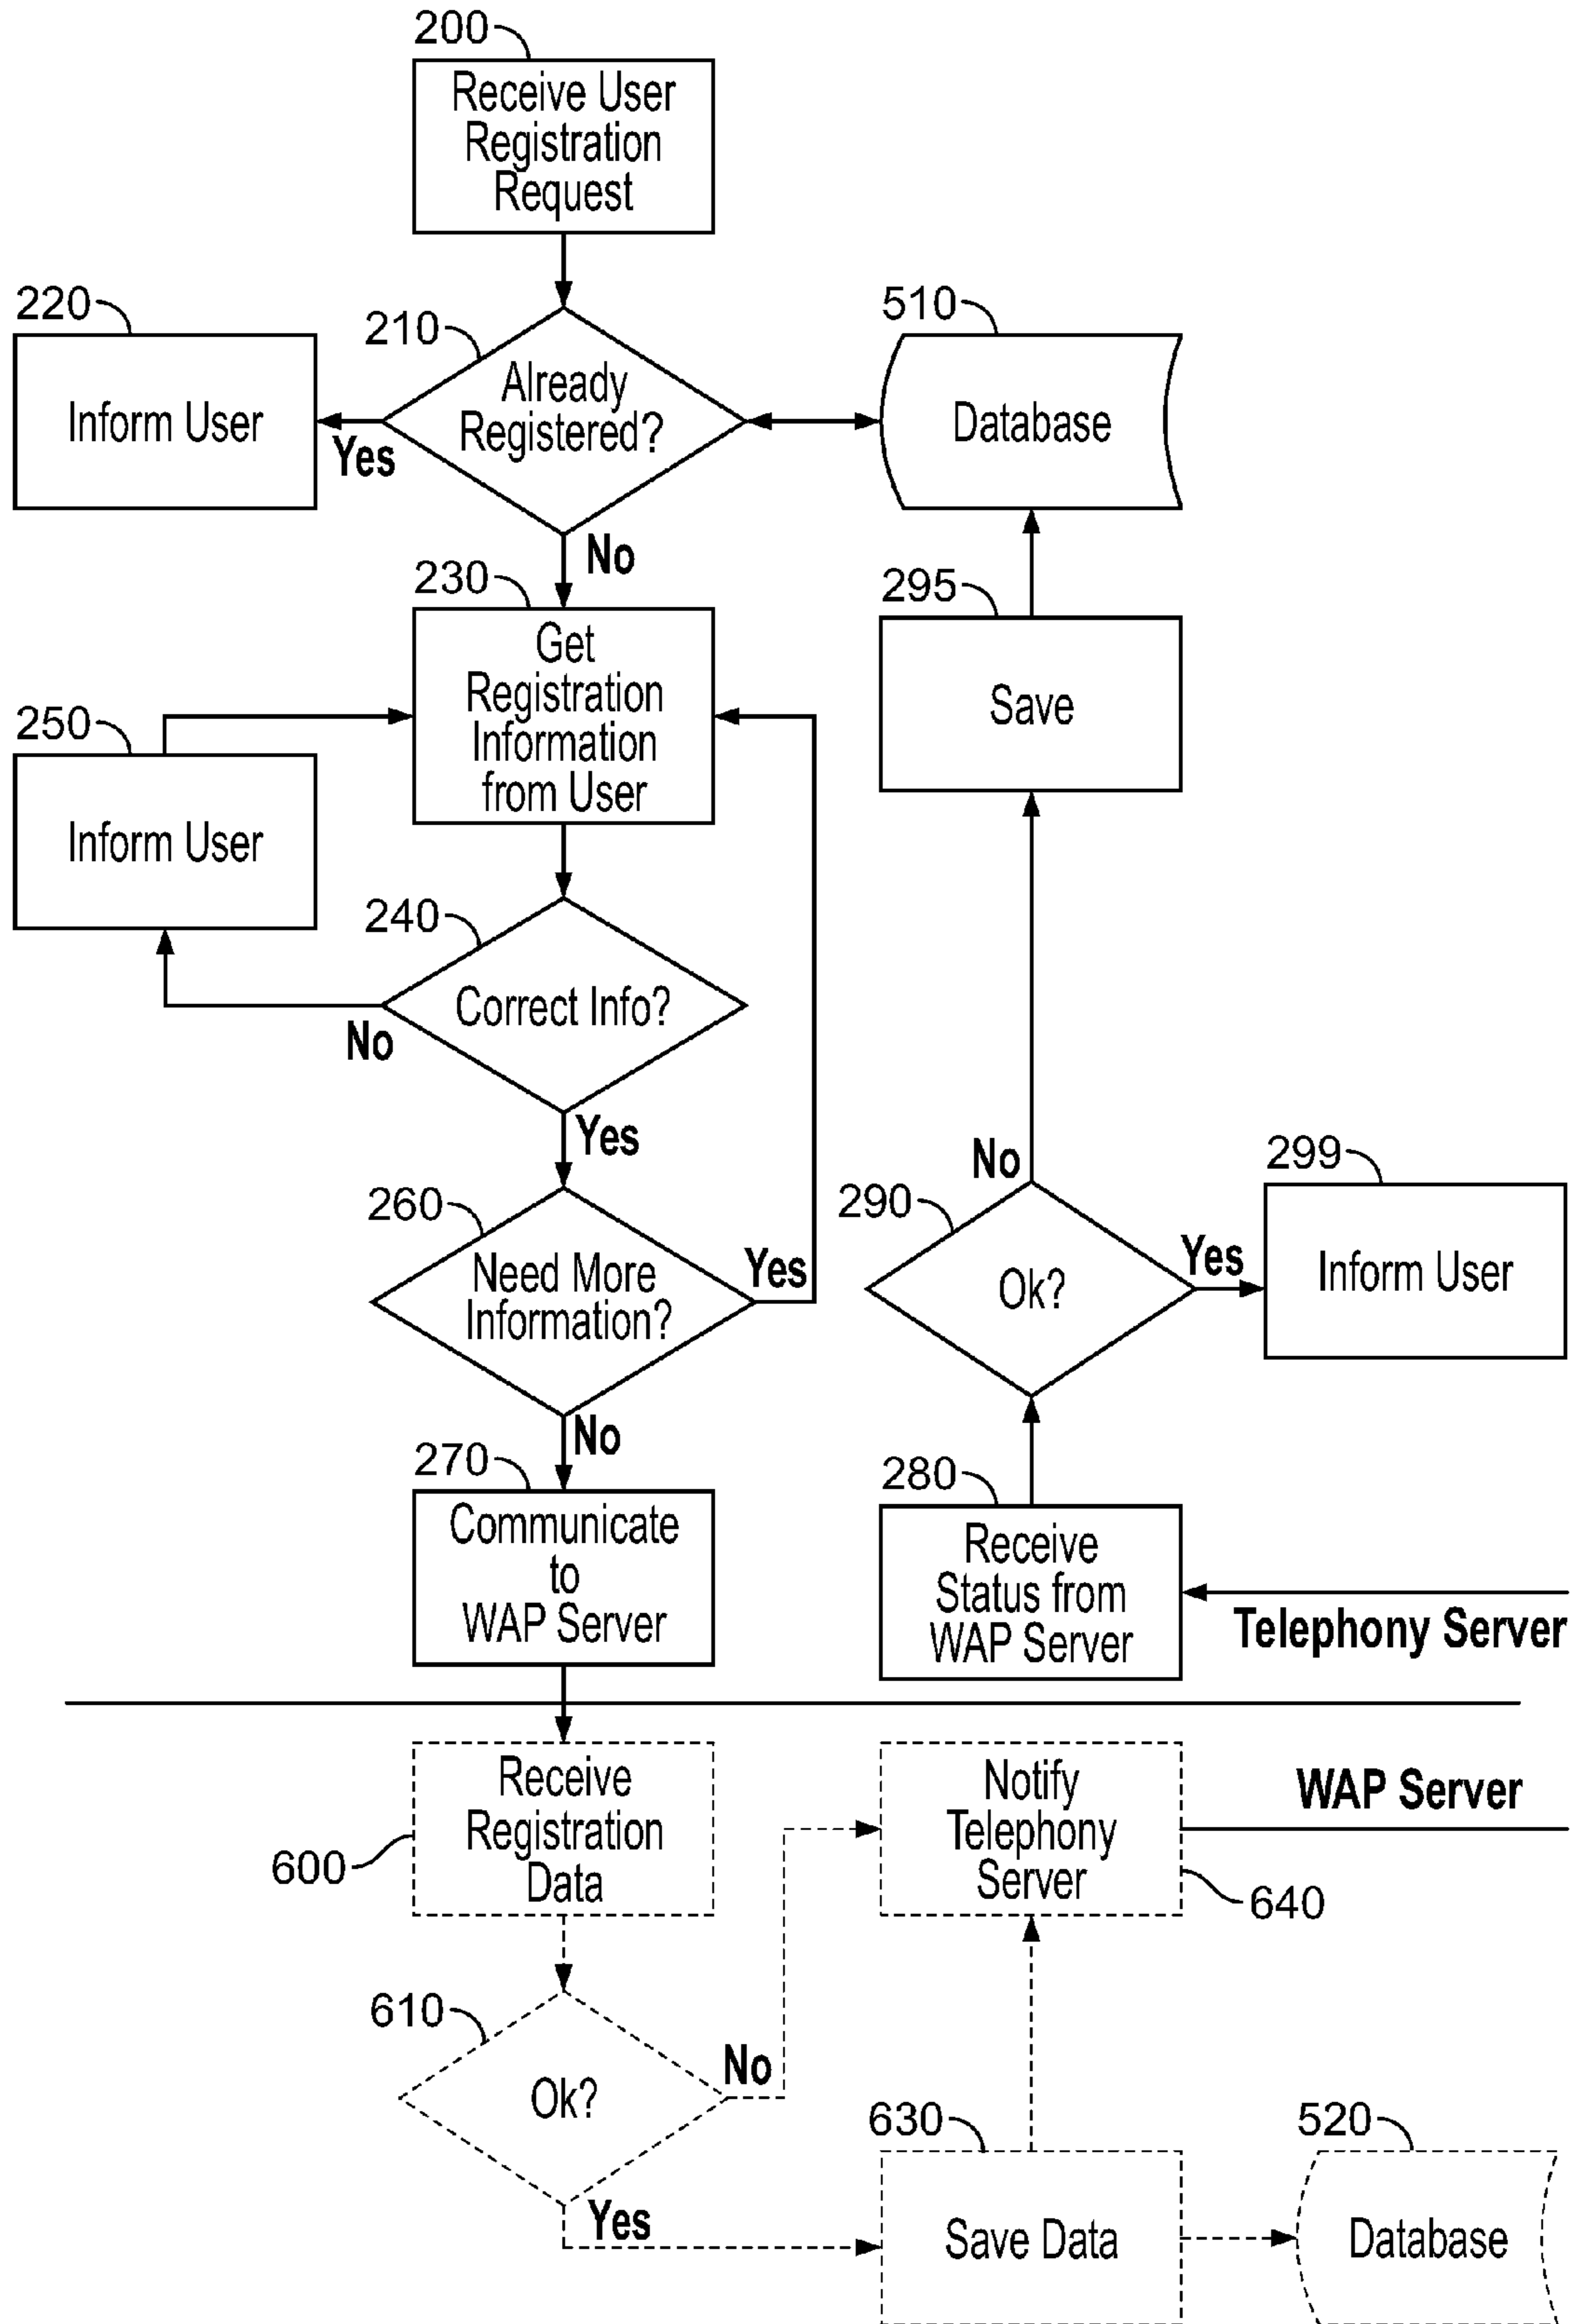 200
Receive User
Registration
Request
220
210
510
Inform User
Already
Registered?
Database
Yes
No
230
295
Get
Registration
Information
from User
Save
250
Inform User
240
Correct Info?
No
Yes
260
Need More
Information?
Yes
No
290
Ok?
Yes
299
Inform User
No
270
Communicate
to
WAP Server
280
Receive
Status from
WAP Server
Telephony Server
Receive
Registration
Data
600
Notify
Telephony
Server
WAP Server
640
610
Ok?
No
Yes
630
Save Data
520
Database